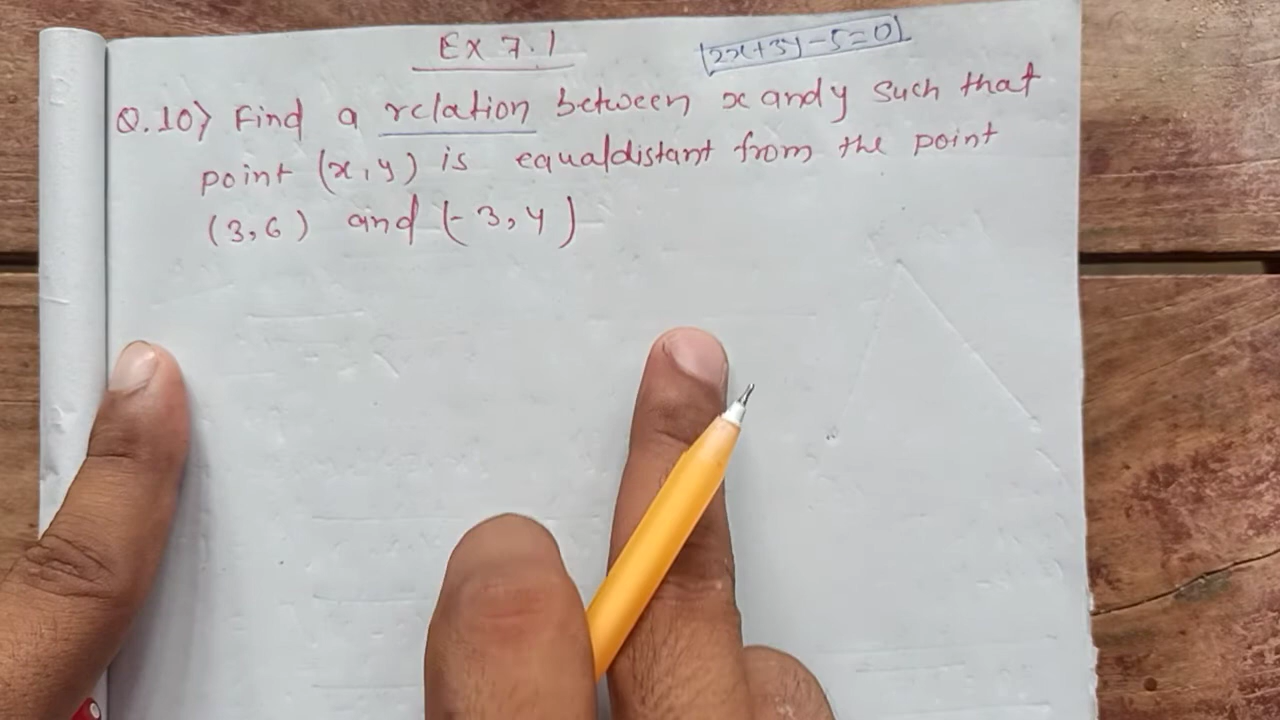 Ex 7.1
2x+3y-5=0
Q.10) Find a relation between x and y such that
point (x,y) is equaldistant from the point
(3,6) and (-3,4)